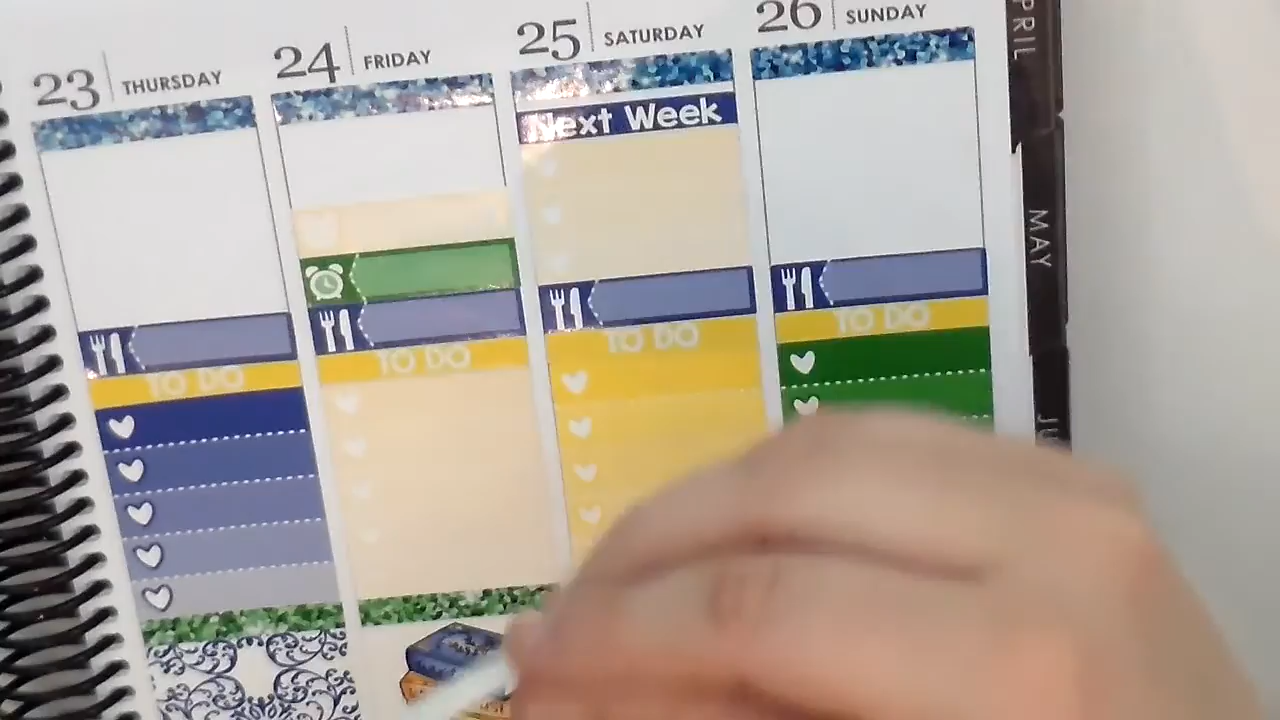 23 THURSDAY
24 FRIDAY
25 SATURDAY
26 SUNDAY
Next Week
TO DO
TO DO
TO DO
TO DO
PRIL
MAY